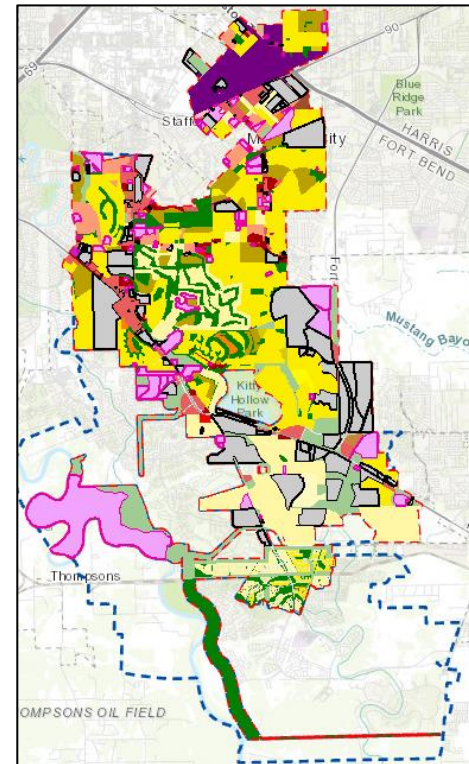 90
69
Blue
Ridge
Park
Staff
M
ity
HARRIS
FORT BEND
Fort
Mustang Bayo
Kitty
Hollow
Park
Thompsons
OMPSONS OIL FIELD